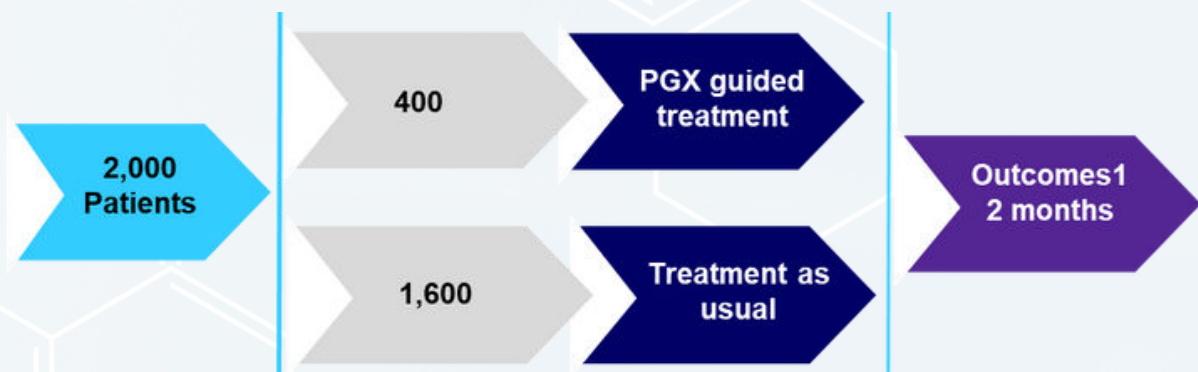 2,000
Patients
400
PGX guided
treatment
1,600
Treatment as
usual
Outcomes1
2 months